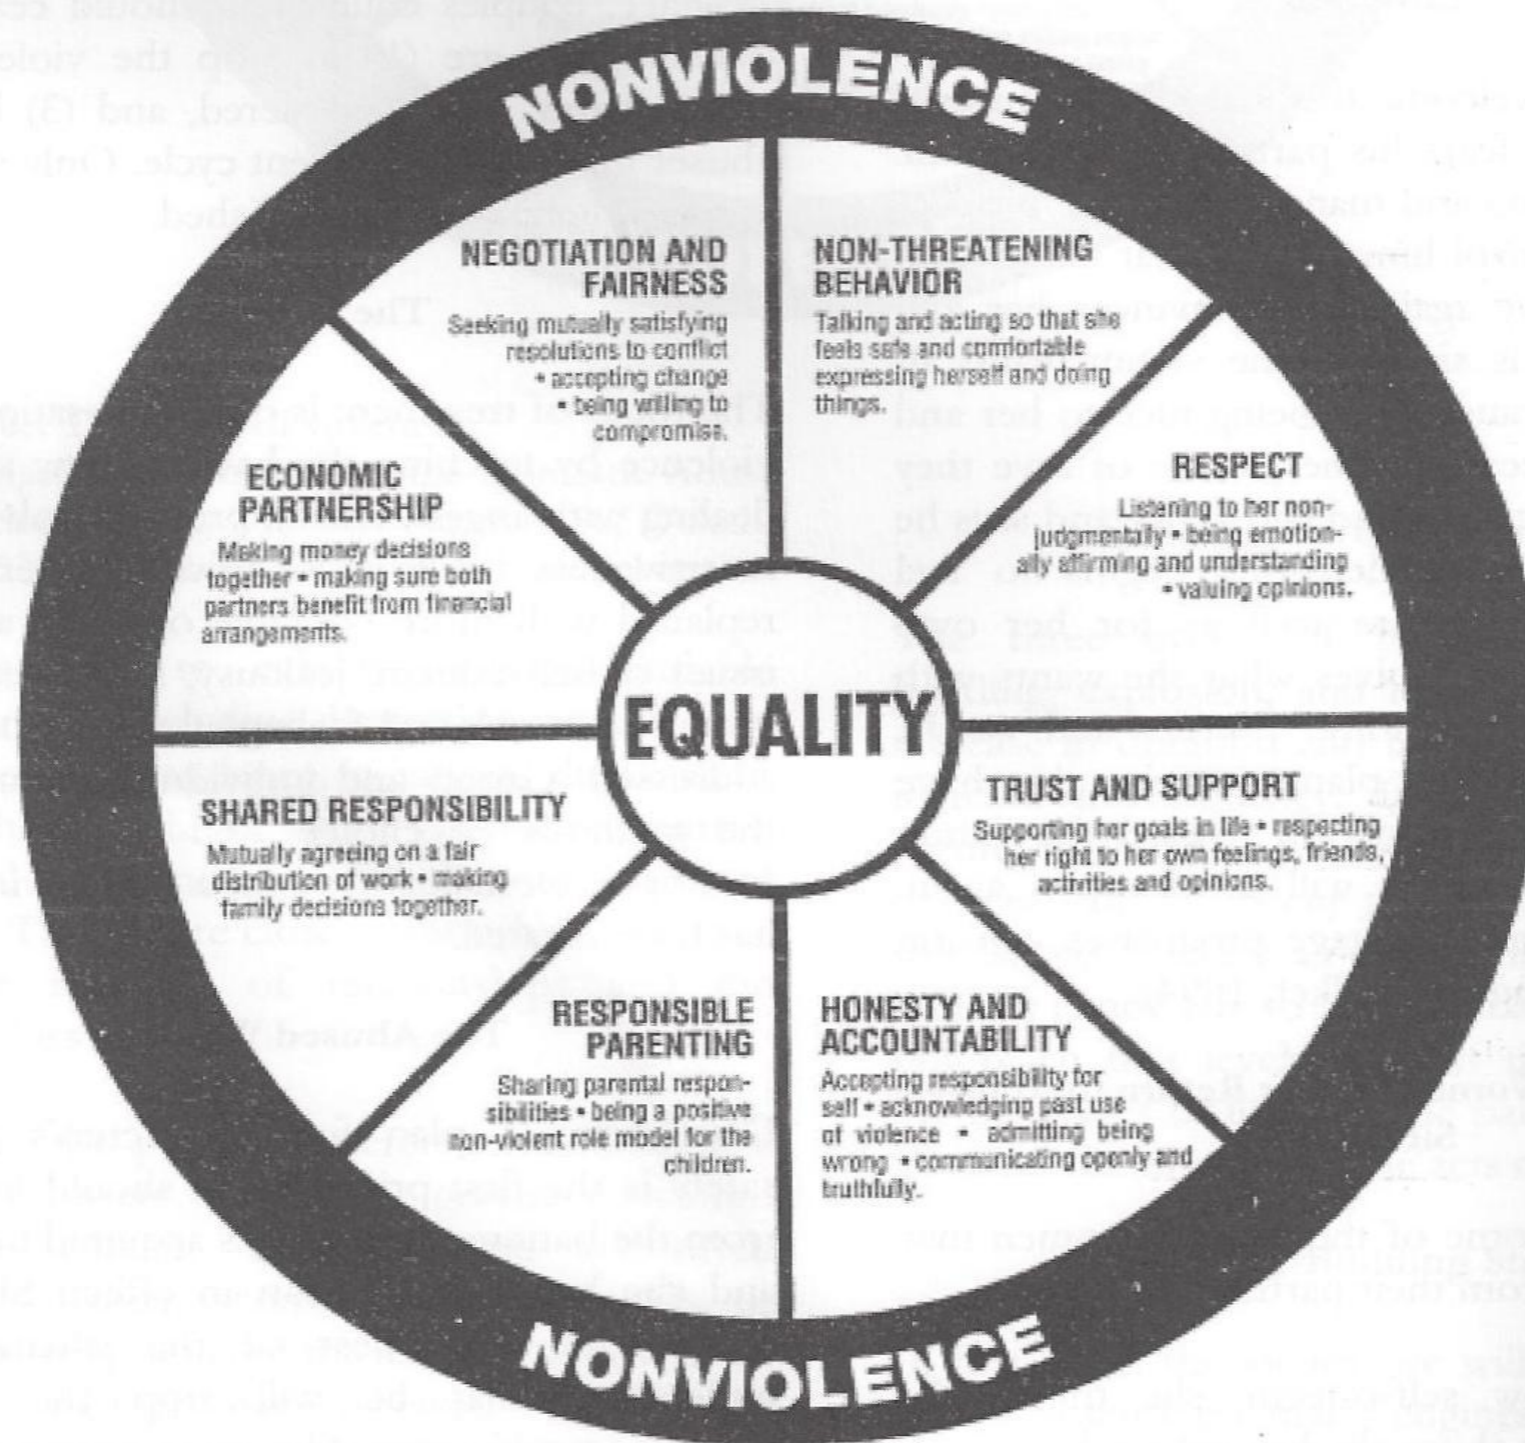 NONVIOLENCE
NEGOTIATION AND
FAIRNESS
Seeking mutually satisfying
resolutions to conflict
• accepting change
• being willing to
compromise.
NON-THREATENING
BEHAVIOR
Talking and acting so that she
feels safe and comfortable
expressing herself and doing
things.
RESPECT
Listening to her non-
judgmentally • being emotion-
ally affirming and understanding
• valuing opinions.
TRUST AND SUPPORT
Supporting her goals in life • respecting
her right to her own feelings, friends,
activities and opinions.
HONESTY AND
ACCOUNTABILITY
Accepting responsibility for
self • acknowledging past use
of violence • admitting being
wrong • communicating openly and
truthfully.
RESPONSIBLE
PARENTING
Sharing parental respon-
sibilities • being a positive
non-violent role model for the
children.
SHARED RESPONSIBILITY
Mutually agreeing on a fair
distribution of work • making
family decisions together.
ECONOMIC
PARTNERSHIP
Making money decisions
together • making sure both
partners benefit from financial
arrangements.
EQUALITY
NONVIOLENCE